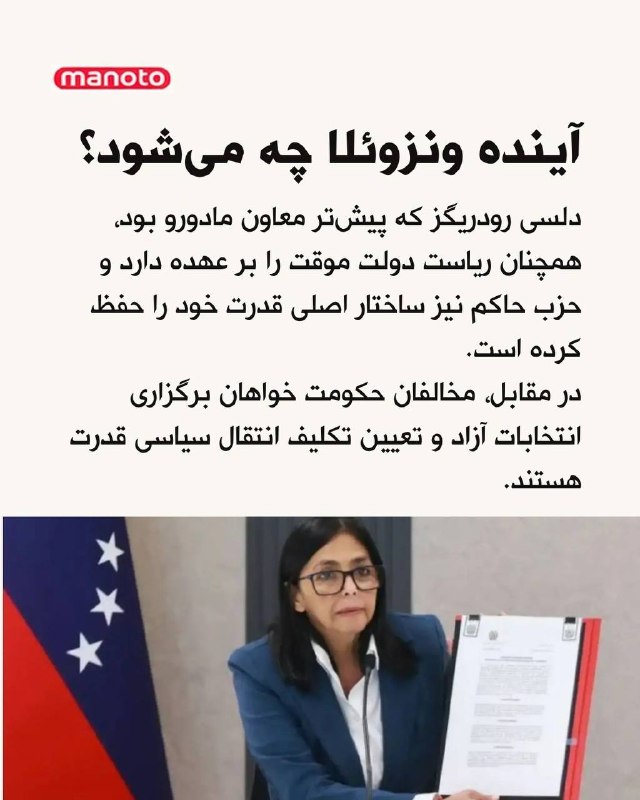 manoto
آینده ونزوئلا چه می‌شود؟
دلسی رودریگز که پیش‌تر معاون مادورو بود،
همچنان ریاست دولت موقت را بر عهده دارد و
حزب حاکم نیز ساختار اصلی قدرت خود را حفظ
کرده است.
در مقابل، مخالفان حکومت خواهان برگزاری
انتخابات آزاد و تعیین تکلیف انتقال سیاسی قدرت
هستند.